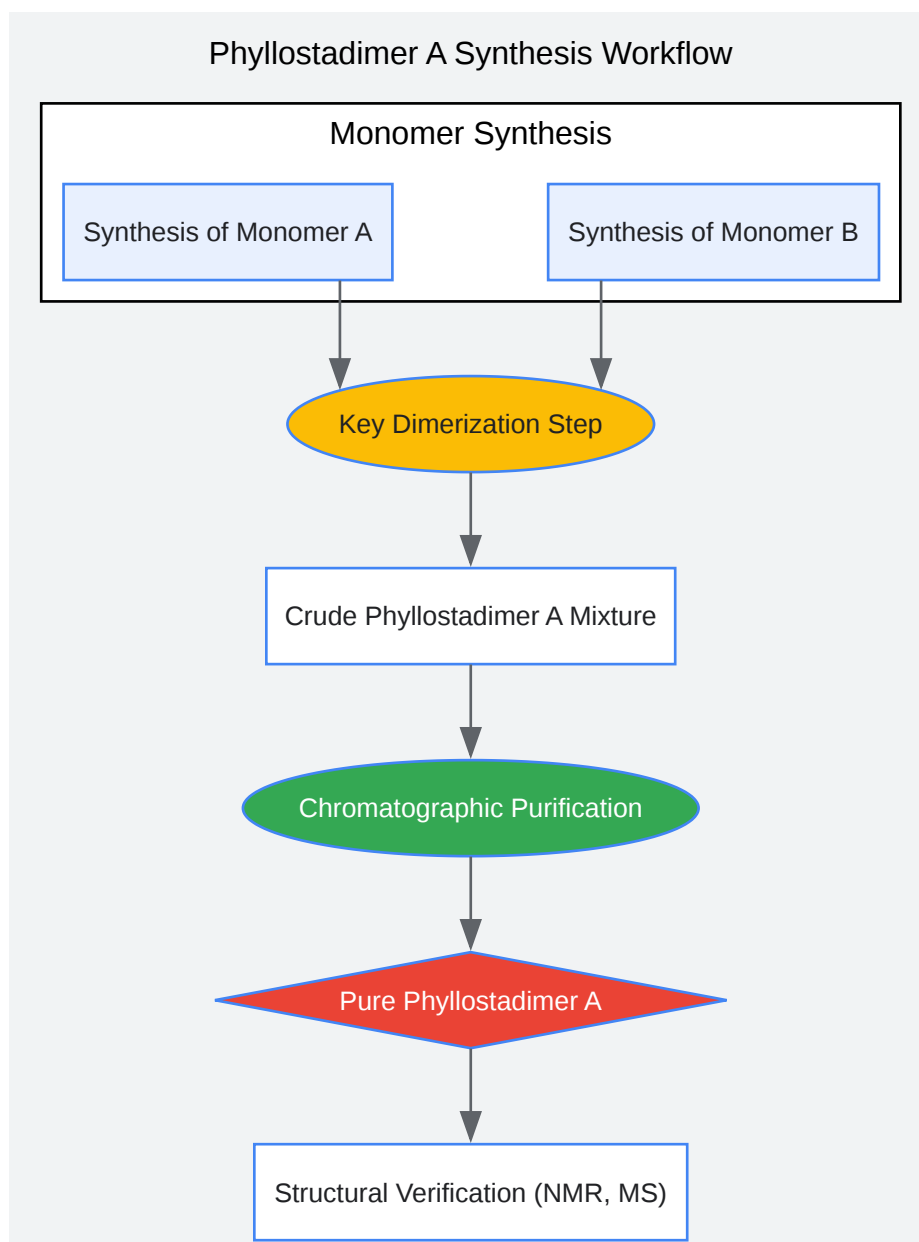 Phyllostadimer A Synthesis Workflow
Monomer Synthesis
Synthesis of Monomer A
Synthesis of Monomer B
Key Dimerization Step
Crude Phyllostadimer A Mixture
Chromatographic Purification
Pure Phyllostadimer A
Structural Verification (NMR, MS)